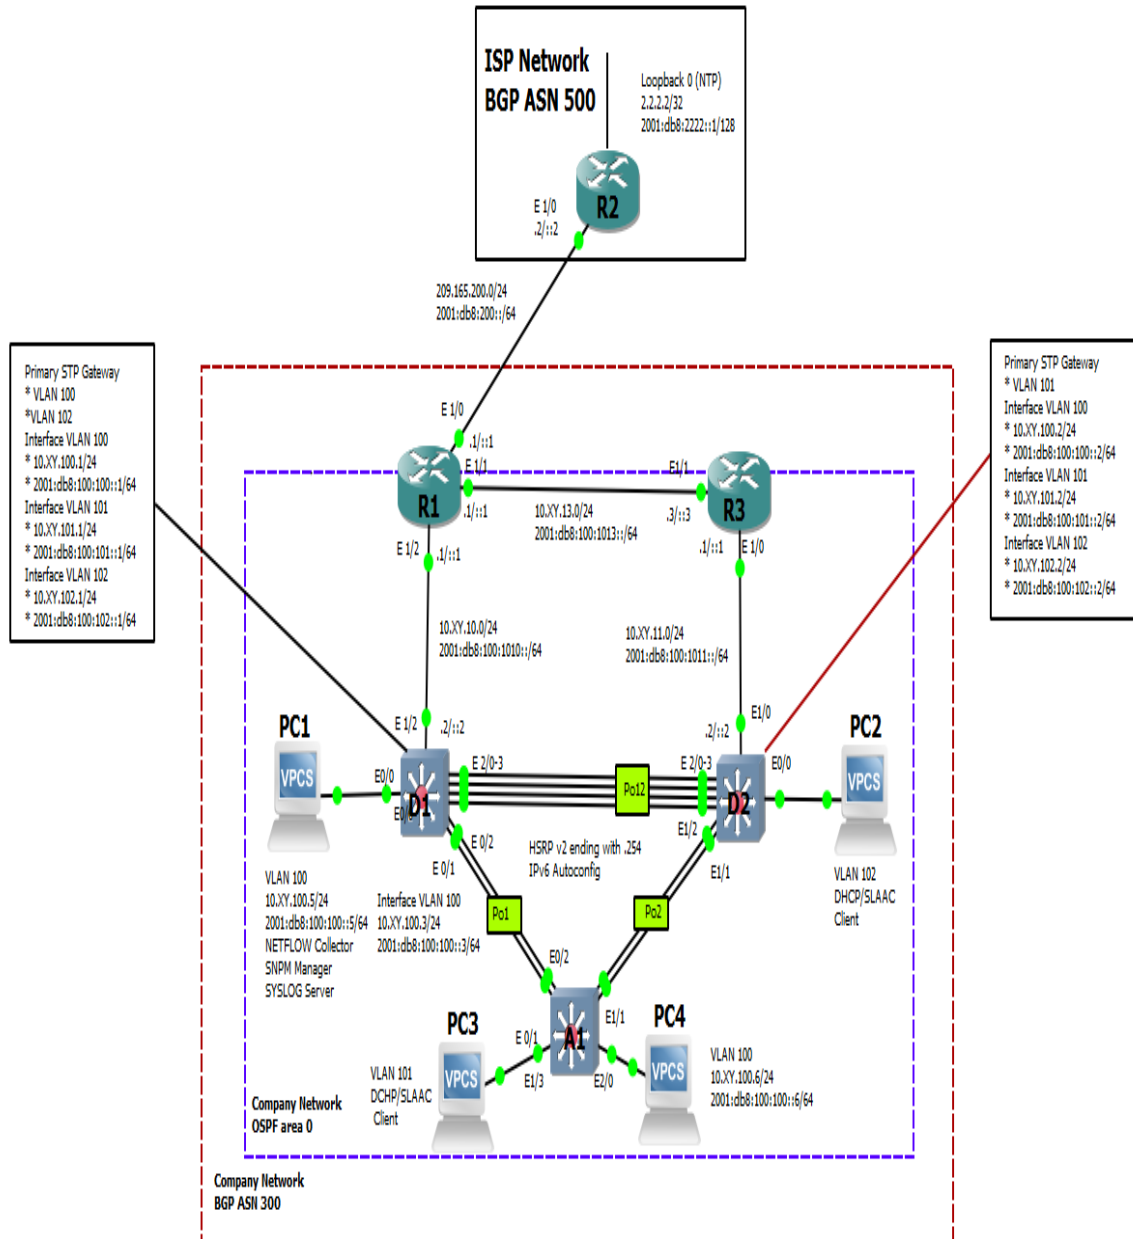 ISP Network
BGP ASN 500
Loopback 0 (NTP)
2.2.2.2/32
2001:db8:2222::1/128
R2
E 1/0
.2/::2
209.165.200.0/24
2001:db8:200::/64
Primary STP Gateway
* VLAN 100
*VLAN 102
Interface VLAN 100
* 10.XY.100.1/24
* 2001:db8:100:100::1/64
Interface VLAN 101
* 10.XY.101.1/24
* 2001:db8:100:101::1/64
Interface VLAN 102
* 10.XY.102.1/24
* 2001:db8:100:102::1/64
Primary STP Gateway
* VLAN 101
Interface VLAN 100
* 10.XY.100.2/24
* 2001:db8:100:100::2/64
Interface VLAN 101
* 10.XY.101.2/24
* 2001:db8:100:101::2/64
Interface VLAN 102
* 10.XY.102.2/24
* 2001:db8:100:102::2/64
E 1/0
.1/::1
R1
E 1/1
.1/::1
E 1/2
.1/::1
10.XY.13.0/24
2001:db8:100:1013::/64
E1/1
.3/::3
R3
E 1/0
.1/::1
10.XY.10.0/24
2001:db8:100:1010::/64
10.XY.11.0/24
2001:db8:100:1011::/64
E 1/2
.2/::2
E1/0
.2/::2
PC1
VPCS
E0/0
D1
E 2/0-3
Po12
E 2/0-3
D2
E0/0
PC2
VPCS
E 0/2
E 0/1
HSRP v2 ending with .254
IPv6 Autoconfig
E1/2
E1/1
VLAN 100
10.XY.100.5/24
2001:db8:100:100::5/64
NETFLOW Collector
SNPM Manager
SYSLOG Server
Interface VLAN 100
10.XY.100.3/24
2001:db8:100:100::3/64
Po1
Po2
VLAN 102
DHCP/SLAAC
Client
E0/2
E 0/1
A1
E1/1
PC3
VPCS
E1/3
E2/0
PC4
VPCS
VLAN 101
DCHP/SLAAC
Client
VLAN 100
10.XY.100.6/24
2001:db8:100:100::6/64
Company Network
OSPF area 0
Company Network
BGP ASN 300